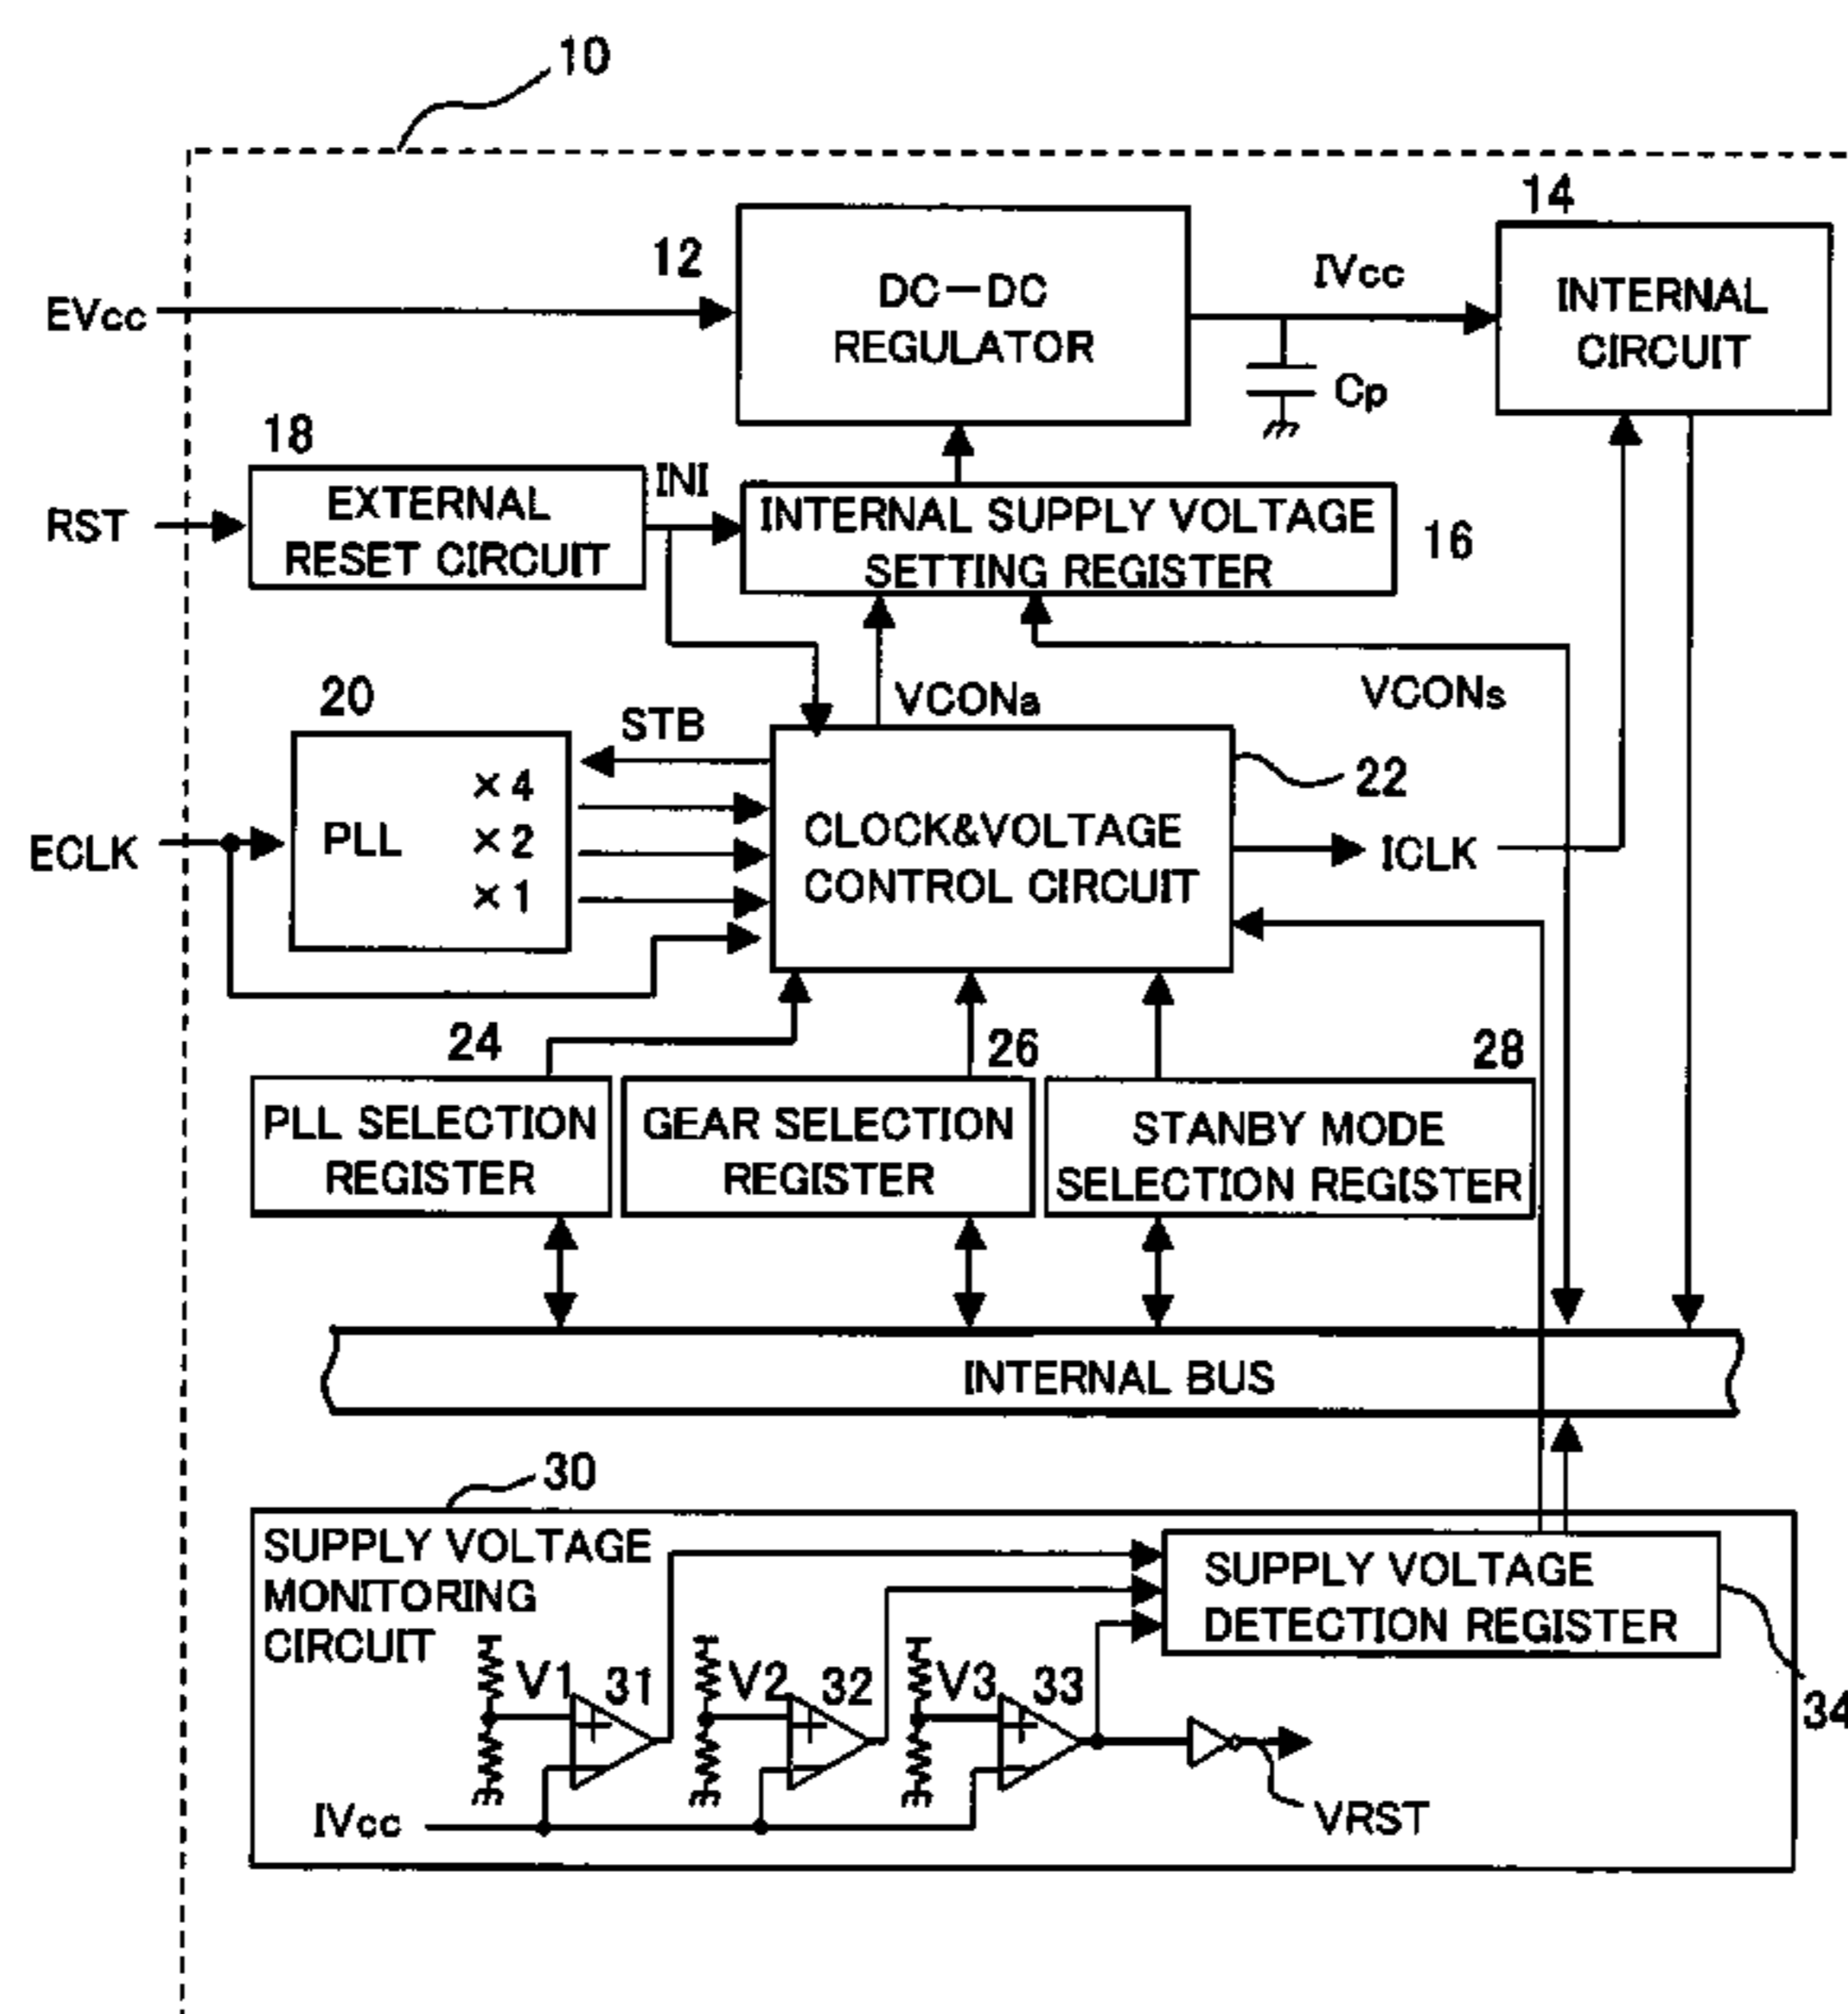 10
14
12
DC-DC
REGULATOR
IVcc
INTERNAL
CIRCUIT
EVcc
Cp
18
INI
EXTERNAL
RESET CIRCUIT
RST
INTERNAL SUPPLY VOLTAGE
SETTING REGISTER
16
20
STB
VCONa
VCONs
PLL
×4
×2
×1
ECLK
22
CLOCK&VOLTAGE
CONTROL CIRCUIT
ICLK
24
26
28
PLL SELECTION
REGISTER
GEAR SELECTION
REGISTER
STANBY MODE
SELECTION REGISTER
INTERNAL BUS
30
SUPPLY VOLTAGE
MONITORING
CIRCUIT
SUPPLY VOLTAGE
DETECTION REGISTER
34
V1
31
V2
32
V3
33
+
−
+
−
+
−
IVcc
VRST